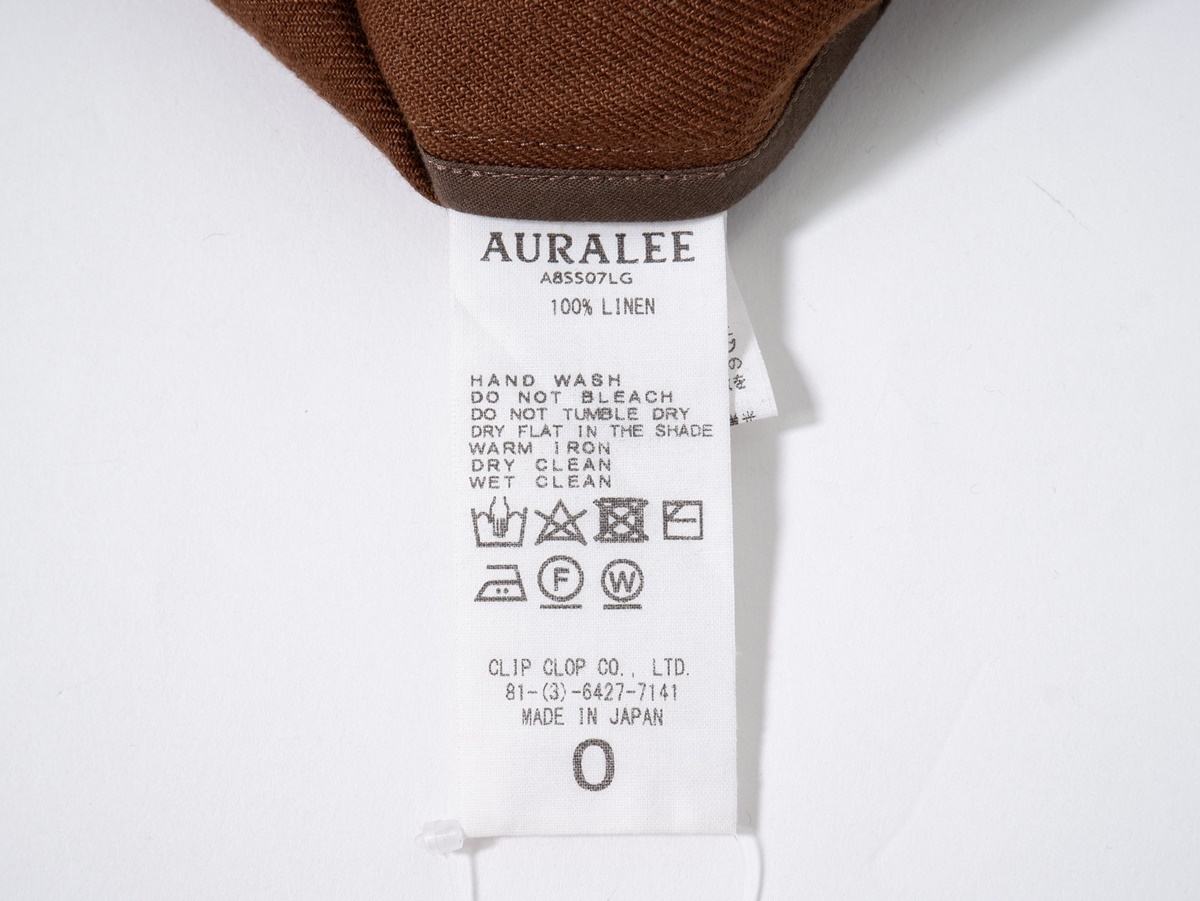 AURALEE
A8SS07LG
100% LINEN
HAND WASH
DO NOT BLEACH
DO NOT TUMBLE DRY
DRY FLAT IN THE SHADE
WARM IRON
DRY CLEAN
WET CLEAN
F W
CLIP CLOP CO., LTD.
81-(3)-6427-7141
MADE IN JAPAN
0